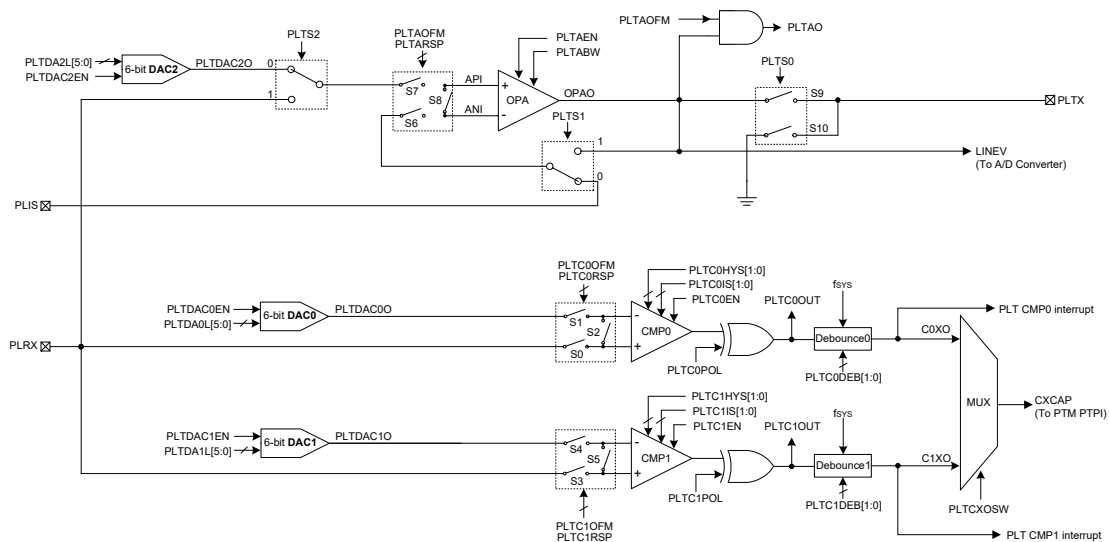 PLTAOFM
PLTAO
PLTS2
PLTAOFM
PLTARSP
PLTAEN
PLTABW
PLTDA2L[5:0]
PLTDAC2EN
6-bit DAC2
PLTDAC2O
0
1
S7
S8
S6
API
ANI
+
-
OPA
OPAO
PLTS0
S9
S10
PLTX
PLTS1
1
0
LINEV
(To A/D Converter)
PLIS
PLTC0OFM
PLTC0RSP
PLTC0HYS[1:0]
PLTC0IS[1:0]
PLTC0EN
PLTDAC0EN
PLTDA0L[5:0]
6-bit DAC0
PLTDAC0O
S1
S2
S0
-
+
CMP0
PLTC0POL
PLTC0OUT
fSYS
Debounce0
PLTC0DEB[1:0]
PLT CMP0 interrupt
C0XO
PLRX
MUX
CXCAP
(To PTM PTPI)
PLTC1HYS[1:0]
PLTC1IS[1:0]
PLTC1EN
PLTDAC1EN
PLTDA1L[5:0]
6-bit DAC1
PLTDAC1O
S4
S5
S3
-
+
CMP1
PLTC1POL
PLTC1OUT
fSYS
Debounce1
PLTC1DEB[1:0]
C1XO
PLTCXOSW
PLTC1OFM
PLTC1RSP
PLT CMP1 interrupt